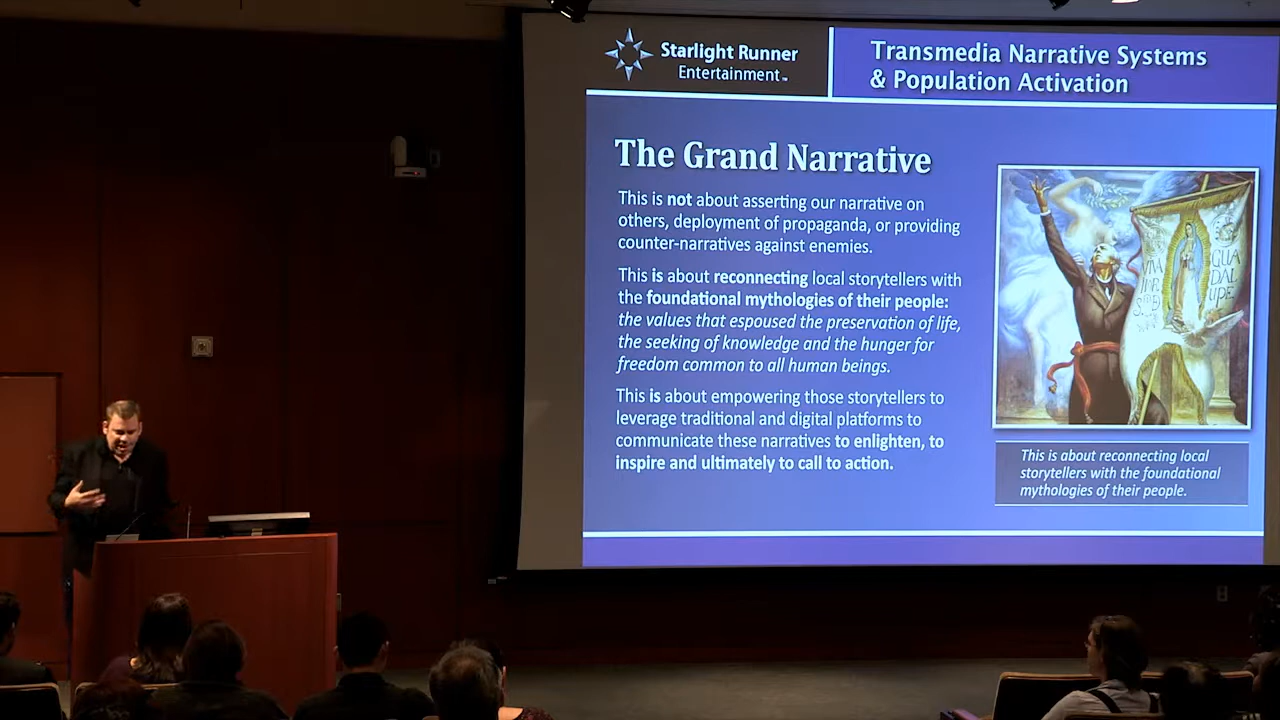 Starlight Runner
Entertainment™
Transmedia Narrative Systems
& Population Activation
The Grand Narrative
This is not about asserting our narrative on
others, deployment of propaganda, or providing
counter-narratives against enemies.
This is about reconnecting local storytellers with
the foundational mythologies of their people:
the values that espoused the preservation of life,
the seeking of knowledge and the hunger for
freedom common to all human beings.
This is about empowering those storytellers to
leverage traditional and digital platforms to
communicate these narratives to enlighten, to
inspire and ultimately to call to action.
VIVA
GUA
DAL
UPE.
This is about reconnecting local
storytellers with the foundational
mythologies of their people.